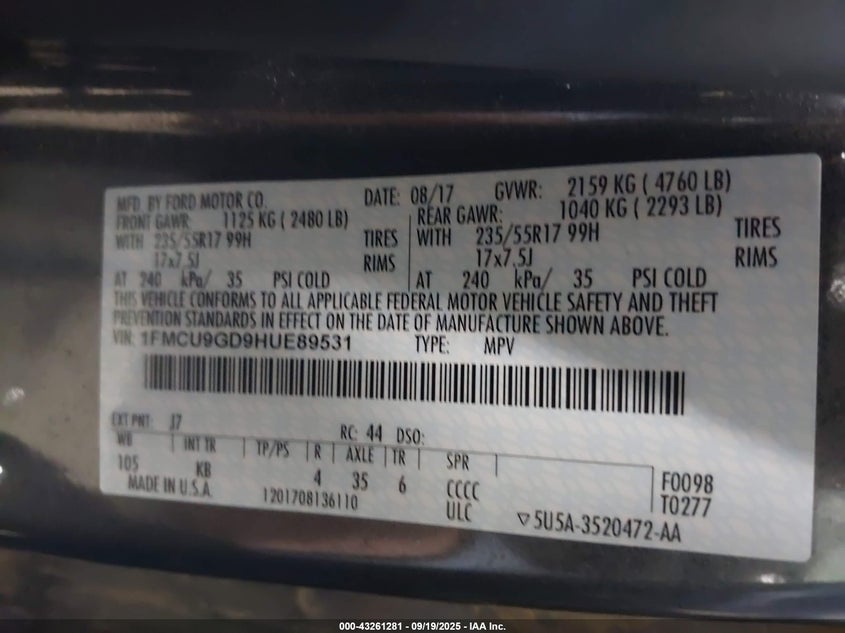 MFD. BY FORD MOTOR CO. DATE: 08/17 GVWR: 2159 KG ( 4760 LB)
FRONT GAWR: 1125 KG ( 2480 LB) REAR GAWR: 1040 KG ( 2293 LB)
WITH 235/55R17 99H TIRES WITH 235/55R17 99H TIRES
17x7.5J RIMS 17x7.5J RIMS
AT 240 kPa/ 35 PSI COLD AT 240 kPa/ 35 PSI COLD
THIS VEHICLE CONFORMS TO ALL APPLICABLE FEDERAL MOTOR VEHICLE SAFETY AND THEFT
PREVENTION STANDARDS IN EFFECT ON THE DATE OF MANUFACTURE SHOWN ABOVE.
VIN: 1FMCU9GD9HUE89531 TYPE: MPV
EXT PNT: J7 RC: 44 DSO:
WB INT TR TP/PS R AXLE TR SPR
105 KB 4 35 6 CCCC F0098
MADE IN U.S.A. 1201708136110 ULC T0277
▽5U5A-3520472-AA
000-43261281 - 09/19/2025 - IAA Inc.